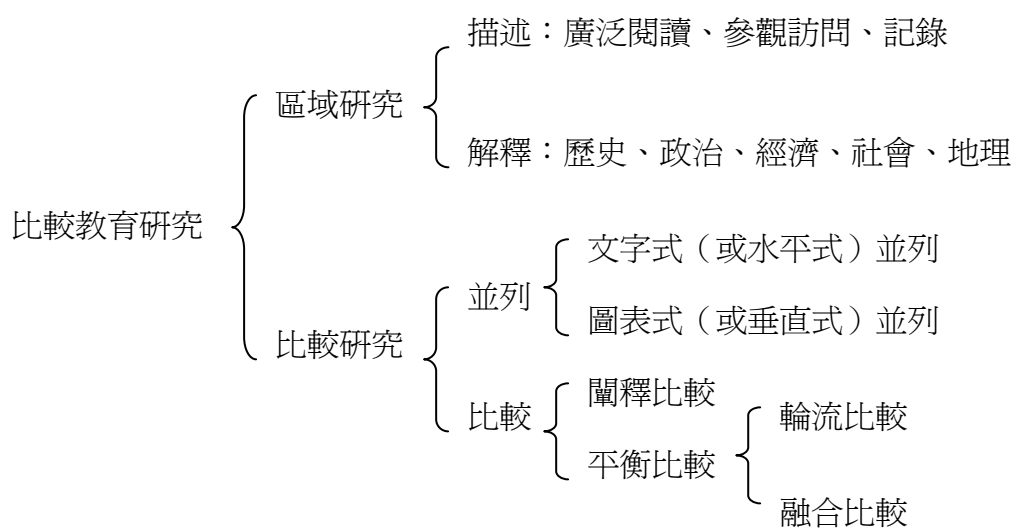 描述：廣泛閱讀、參觀訪問、記錄
區域研究
解釋：歷史、政治、經濟、社會、地理
比較教育研究
文字式（或水平式）並列
並列
圖表式（或垂直式）並列
比較研究
闡釋比較
比較
輪流比較
平衡比較
融合比較